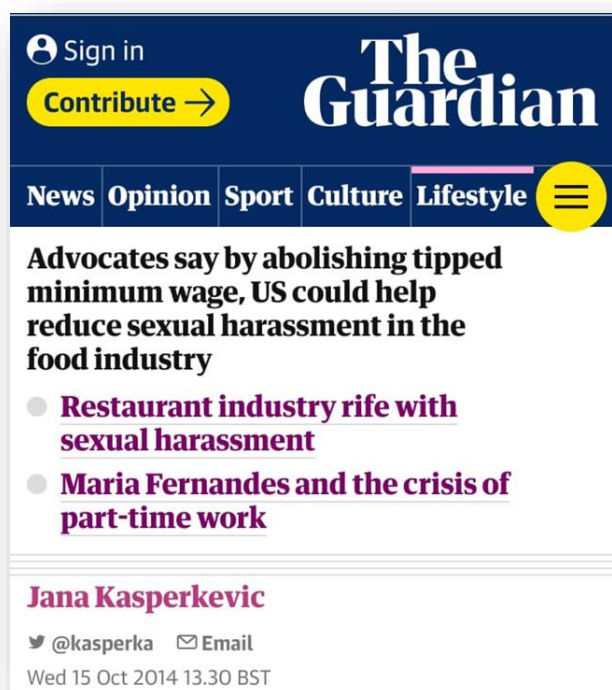 Sign in
Contribute →
The
Guardian
News Opinion Sport Culture Lifestyle
Advocates say by abolishing tipped
minimum wage, US could help
reduce sexual harassment in the
food industry
Restaurant industry rife with
sexual harassment
Maria Fernandes and the crisis of
part-time work
Jana Kasperkevic
@kasperka Email
Wed 15 Oct 2014 13.30 BST